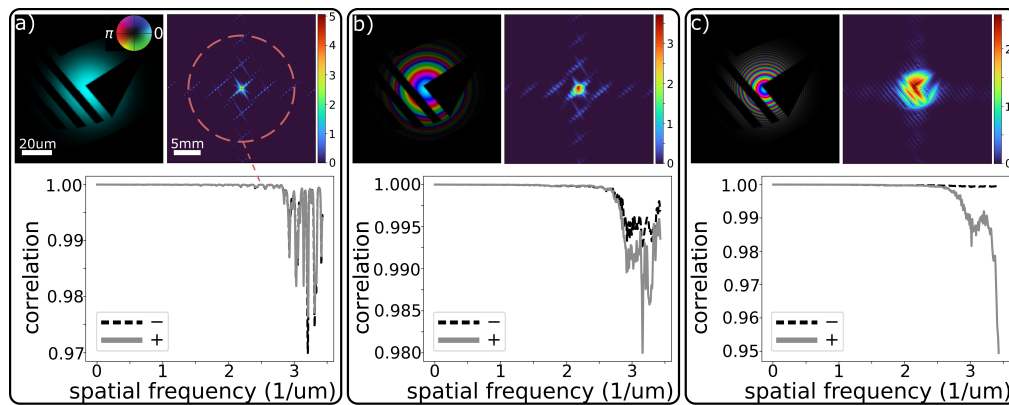 a)
π 0
20um
5mm
5
4
3
2
1
0
correlation
1.00
0.99
0.98
0.97
−
+
0 1 2 3
spatial frequency (1/um)
b)
3
2
1
0
correlation
1.000
0.995
0.990
0.985
0.980
−
+
0 1 2 3
spatial frequency (1/um)
c)
3
2
1
0
correlation
1.00
0.99
0.98
0.97
0.96
0.95
−
+
0 1 2 3
spatial frequency (1/um)